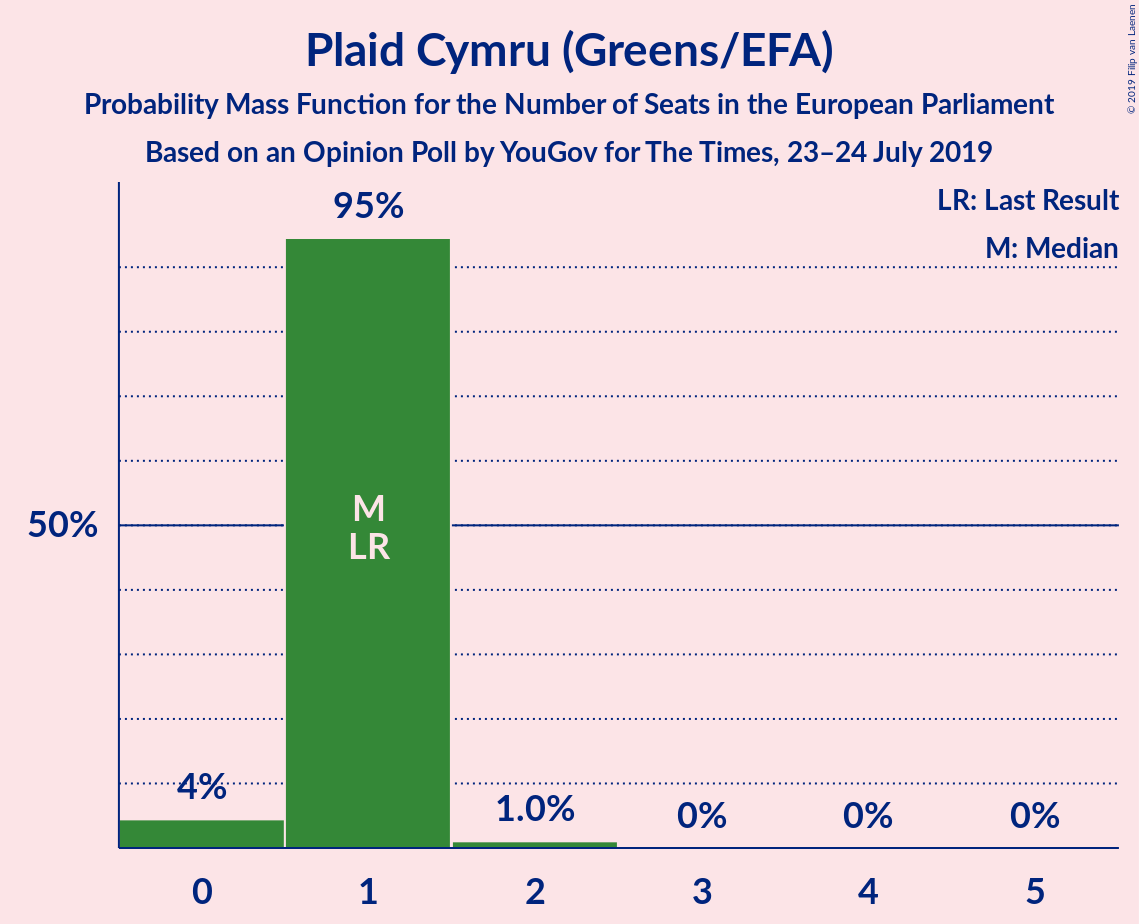 Plaid Cymru (Greens/EFA)
Probability Mass Function for the Number of Seats in the European Parliament
Based on an Opinion Poll by YouGov for The Times, 23–24 July 2019
© 2019 Filip van Laenen
LR: Last Result
M: Median
95%
M
LR
50%
4%
1.0%
0%
0%
0%
0
1
2
3
4
5